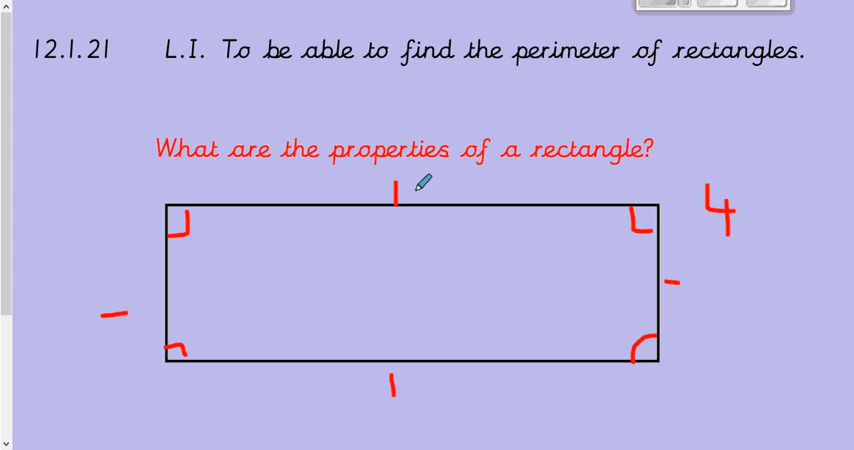 12.1.21 L.I. To be able to find the perimeter of rectangles.
What are the properties of a rectangle?
4